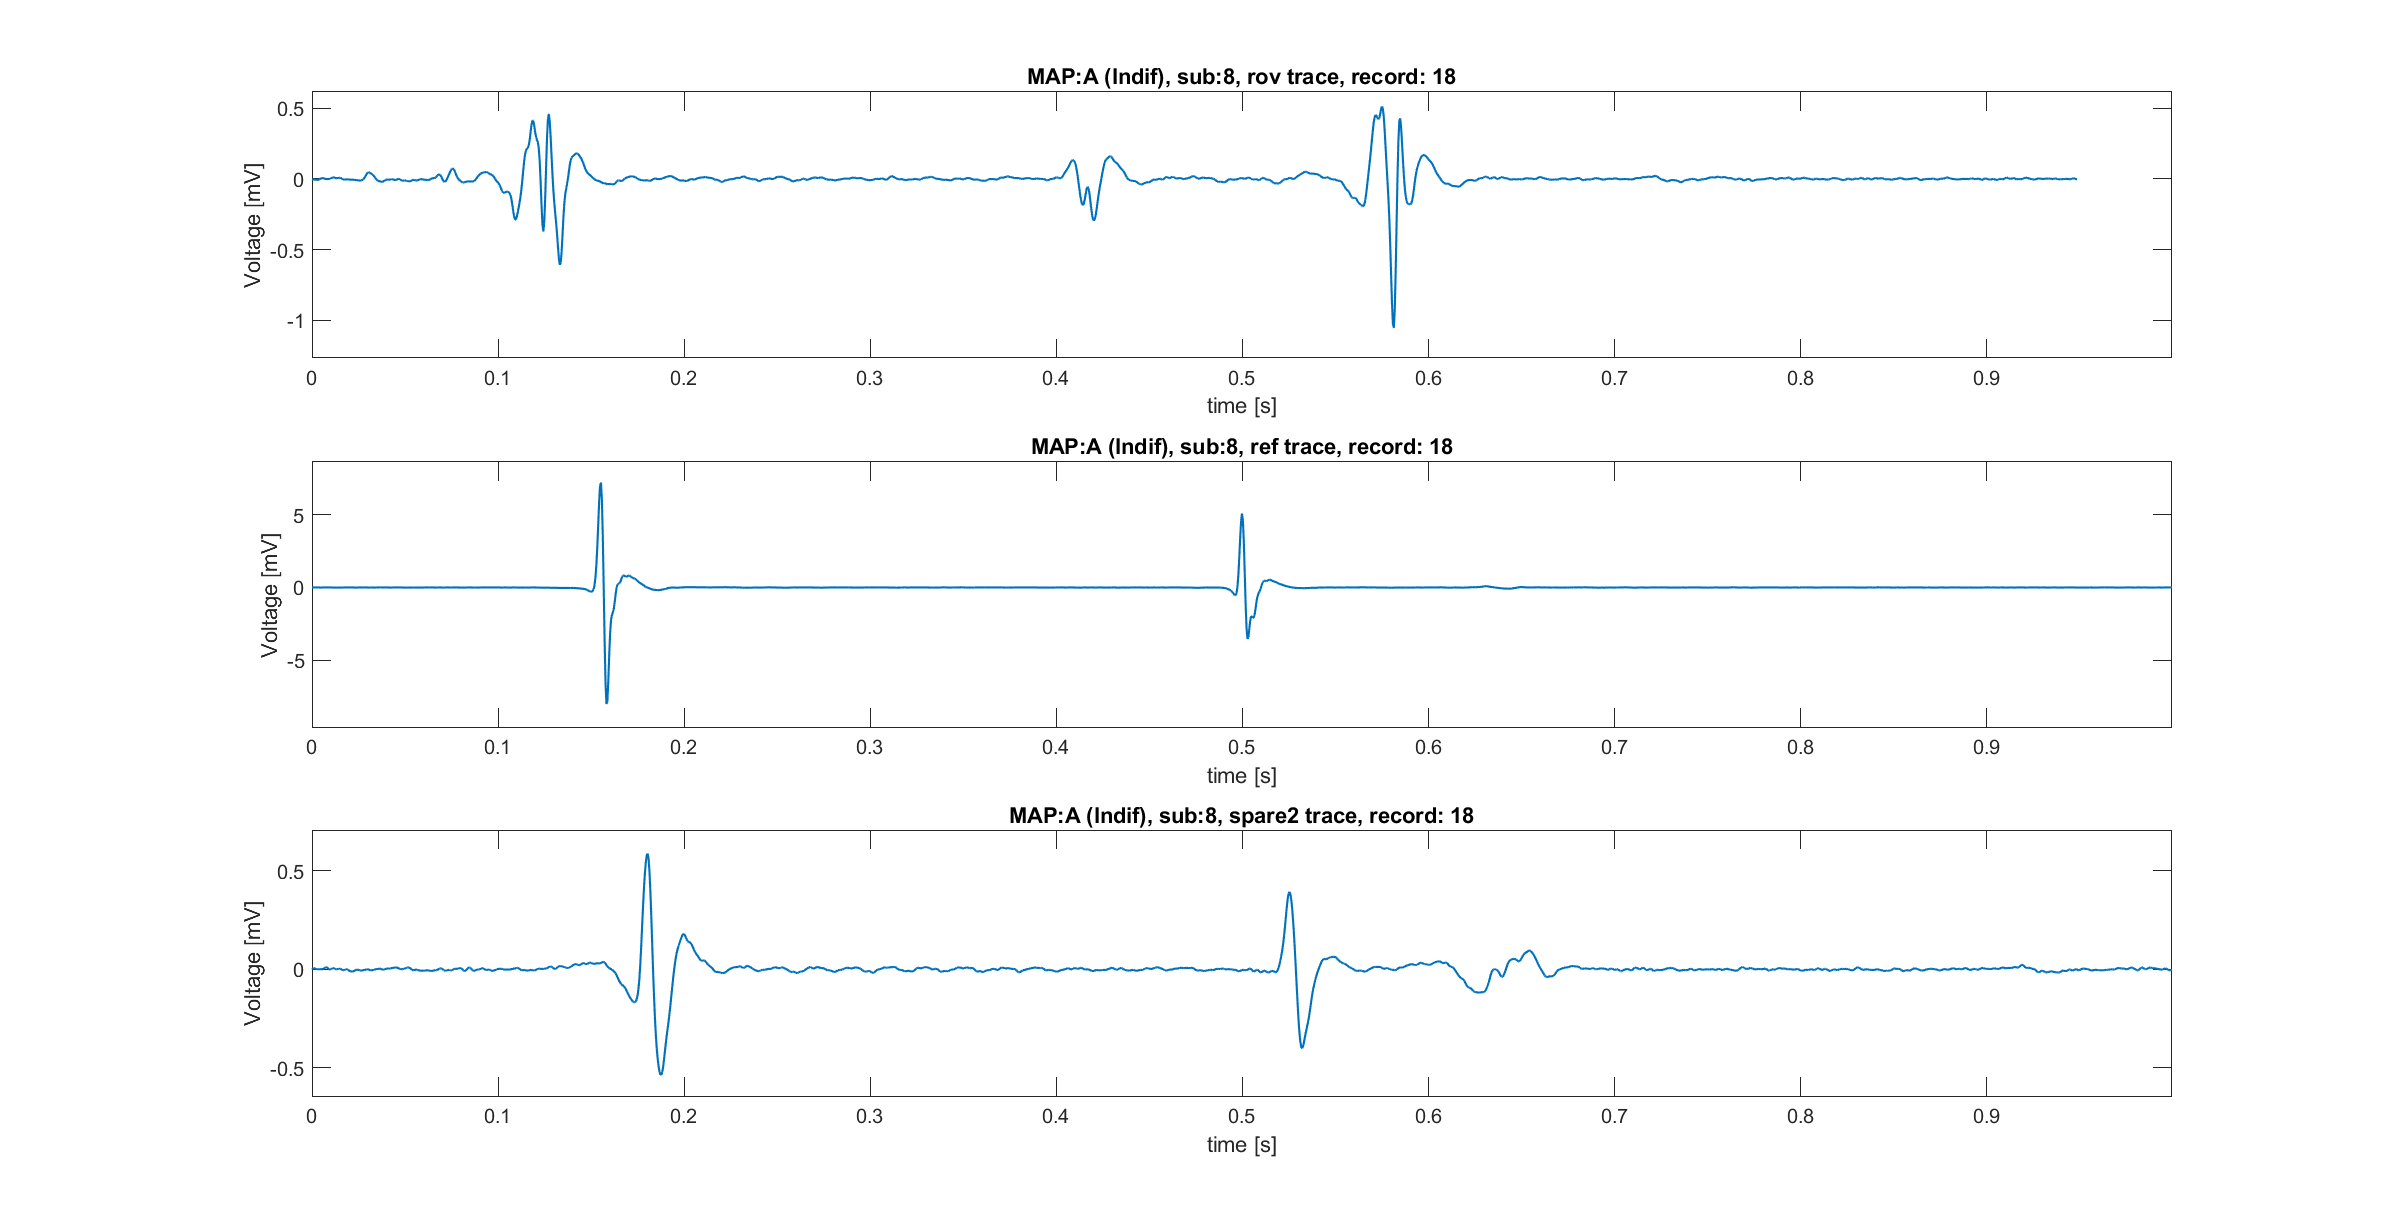 MAP:A (Indif), sub:8, rov trace, record: 18
Voltage [mV]
0.5
0
-0.5
-1
0 0.1 0.2 0.3 0.4 0.5 0.6 0.7 0.8 0.9
time [s]
MAP:A (Indif), sub:8, ref trace, record: 18
Voltage [mV]
5
0
-5
0 0.1 0.2 0.3 0.4 0.5 0.6 0.7 0.8 0.9
time [s]
MAP:A (Indif), sub:8, spare2 trace, record: 18
Voltage [mV]
0.5
0
-0.5
0 0.1 0.2 0.3 0.4 0.5 0.6 0.7 0.8 0.9
time [s]